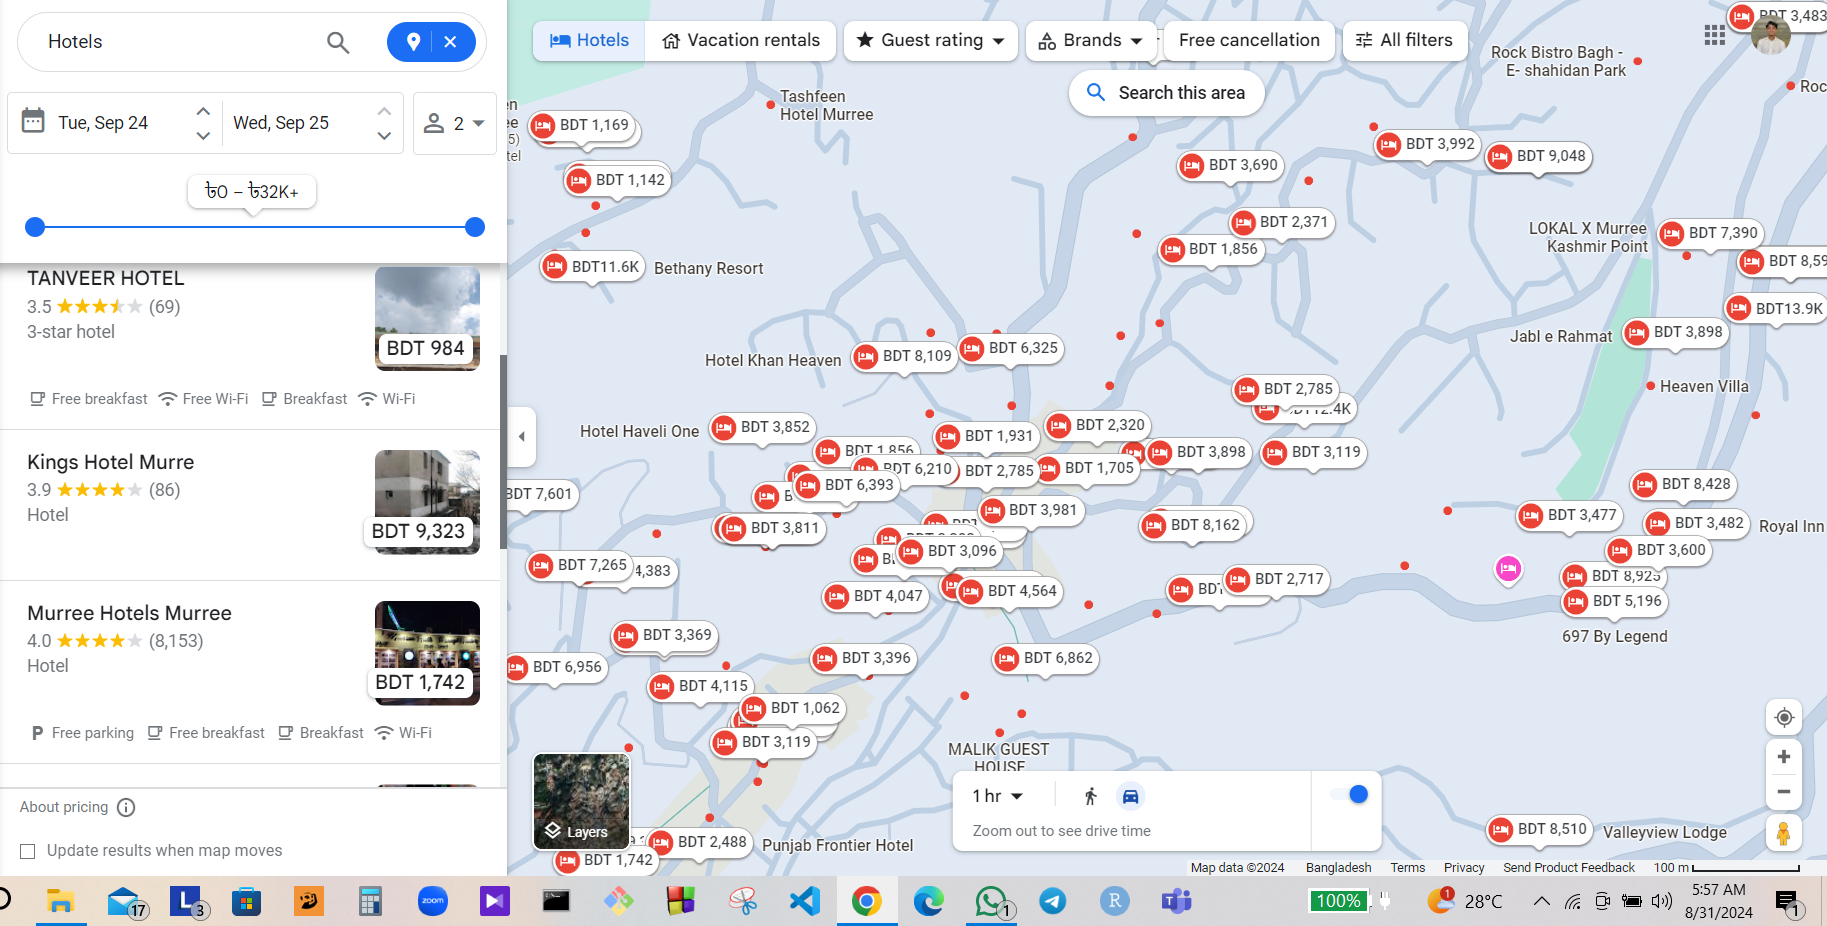 Hotels
Tue, Sep 24
Wed, Sep 25
2
৳0 – ৳32K+
TANVEER HOTEL
3.5 (69)
3-star hotel
BDT 984
Free breakfast Free Wi-Fi Breakfast Wi-Fi
Kings Hotel Murre
3.9 (86)
Hotel
BDT 9,323
Murree Hotels Murree
4.0 (8,153)
Hotel
BDT 1,742
Free parking Free breakfast Breakfast Wi-Fi
About pricing
Update results when map moves
Hotels
Vacation rentals
Guest rating
Brands
Free cancellation
All filters
Search this area
BDT 3,483
Rock Bistro Bagh -
E- shahidan Park
Roc
Tashfeen
Hotel Murree
BDT 1,169
BDT 1,142
BDT 3,690
BDT 3,992
BDT 9,048
BDT 2,371
BDT 1,856
LOKAL X Murree
Kashmir Point
BDT 7,390
BDT 8,59
BDT11.6K
Bethany Resort
BDT13.9K
Jabl e Rahmat
BDT 3,898
Hotel Khan Heaven
BDT 8,109
BDT 6,325
BDT 2,785
Heaven Villa
Hotel Haveli One
BDT 3,852
BDT 1,931
BDT 2,320
BDT 1,856
BDT 3,898
BDT 3,119
BDT 6,210
BDT 2,785
BDT 1,705
BDT 6,393
BDT 7,601
BDT 8,428
BDT 3,981
BDT 3,811
BDT 8,162
BDT 3,477
BDT 3,482
Royal Inn
BDT 3,096
BDT 3,600
BDT 7,265
4,383
BDT 8,925
BDT 2,717
BDT 4,047
BDT 4,564
BDT 5,196
697 By Legend
BDT 3,369
BDT 6,956
BDT 3,396
BDT 6,862
BDT 4,115
BDT 1,062
BDT 3,119
MALIK GUEST
HOUSE
1 hr
Zoom out to see drive time
Layers
BDT 2,488
Punjab Frontier Hotel
BDT 1,742
BDT 8,510
Valleyview Lodge
Map data ©2024 Bangladesh Terms Privacy Send Product Feedback 100 m
17
L
3
zoom
1
R
100%
1
28°C
5:57 AM
8/31/2024
1